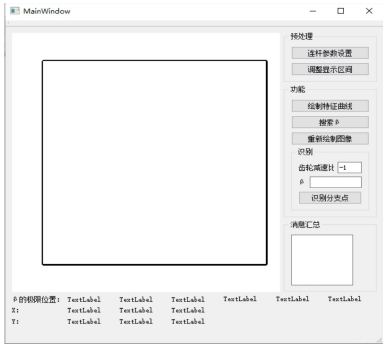 MainWindow
预处理
连杆参数设置
调整显示区间
功能
绘制特征曲线
搜索β
重新绘制图像
识别
齿轮减速比 -1
β
识别分支点
消息汇总
β的极限位置: TextLabel TextLabel TextLabel TextLabel TextLabel TextLabel
X: TextLabel TextLabel TextLabel
Y: TextLabel TextLabel TextLabel